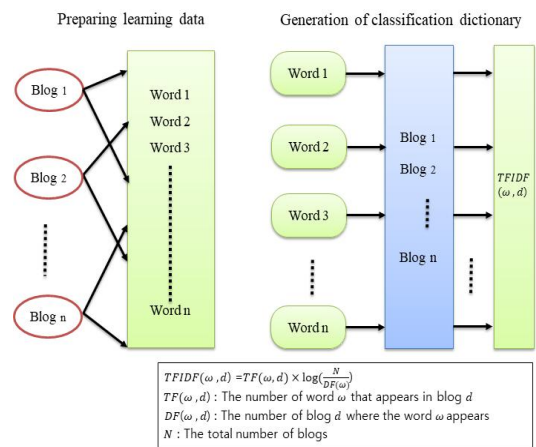 Preparing learning data
Blog 1
Blog 2
Blog n
Word 1
Word 2
Word 3
Word n
Generation of classification dictionary
Word 1
Word 2
Word 3
Word n
Blog 1
Blog 2
Blog n
TFIDF
(ω, d)
TFIDF(ω, d) =TF(ω, d) × log(N/DF(ω))
TF(ω, d) : The number of word ω that appears in blog d
DF(ω, d) : The number of blog d where the word ω appears
N : The total number of blogs